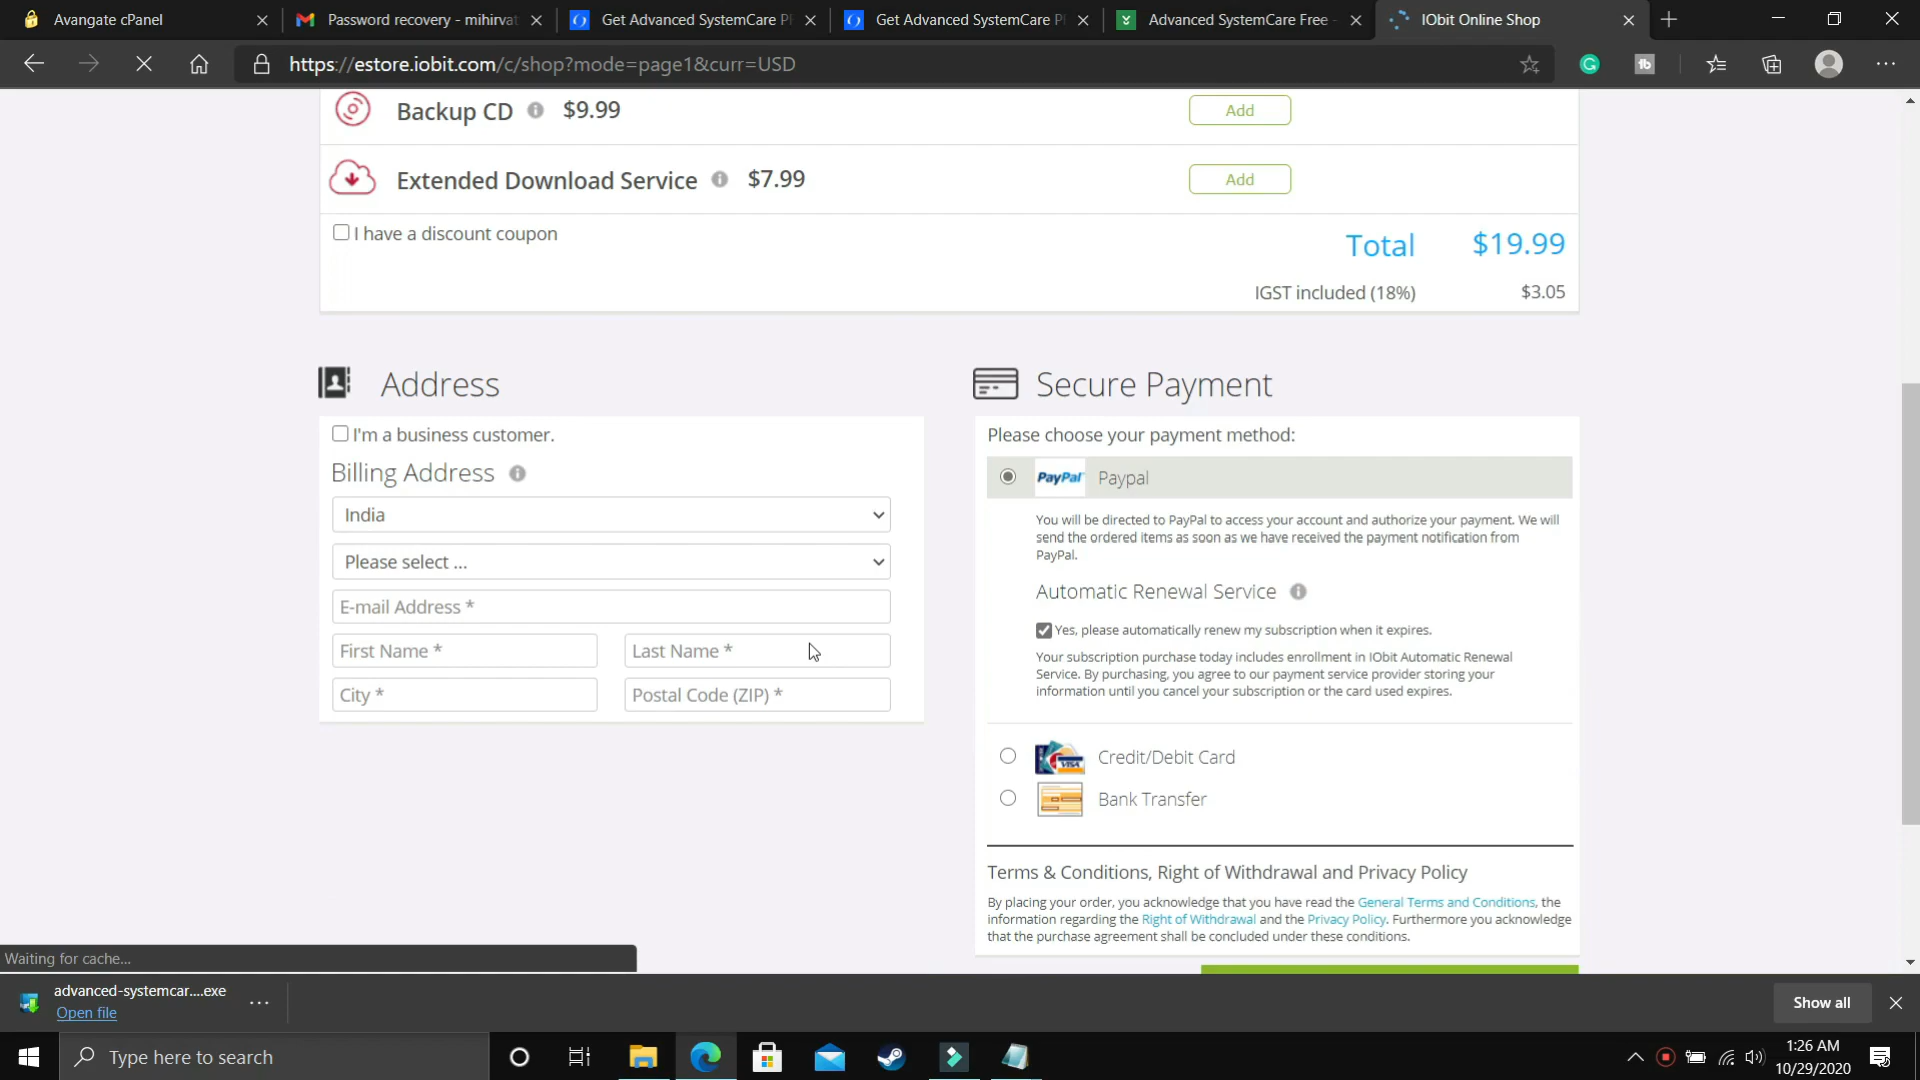 Avangate cPanel
Password recovery - mihirvat
Get Advanced SystemCare P
Get Advanced SystemCare P
Advanced SystemCare Free -
IObit Online Shop
https://estore.iobit.com/c/shop?mode=page1&curr=USD
Backup CD $9.99 Add
Extended Download Service $7.99 Add
I have a discount coupon
Total $19.99
IGST included (18%) $3.05
Address
I'm a business customer.
Billing Address
India
Please select ...
E-mail Address *
First Name * Last Name *
City * Postal Code (ZIP) *
Secure Payment
Please choose your payment method:
PayPal Paypal
You will be directed to PayPal to access your account and authorize your payment. We will
send the ordered items as soon as we have received the payment notification from
PayPal.
Automatic Renewal Service
Yes, please automatically renew my subscription when it expires.
Your subscription purchase today includes enrollment in IObit Automatic Renewal
Service. By purchasing, you agree to our payment service provider storing your
information until you cancel your subscription or the card used expires.
VISA Credit/Debit Card
Bank Transfer
Terms & Conditions, Right of Withdrawal and Privacy Policy
By placing your order, you acknowledge that you have read the General Terms and Conditions, the
information regarding the Right of Withdrawal and the Privacy Policy. Furthermore you acknowledge
that the purchase agreement shall be concluded under these conditions.
Waiting for cache...
advanced-systemcar....exe
Open file
Show all
Type here to search
1:26 AM
10/29/2020